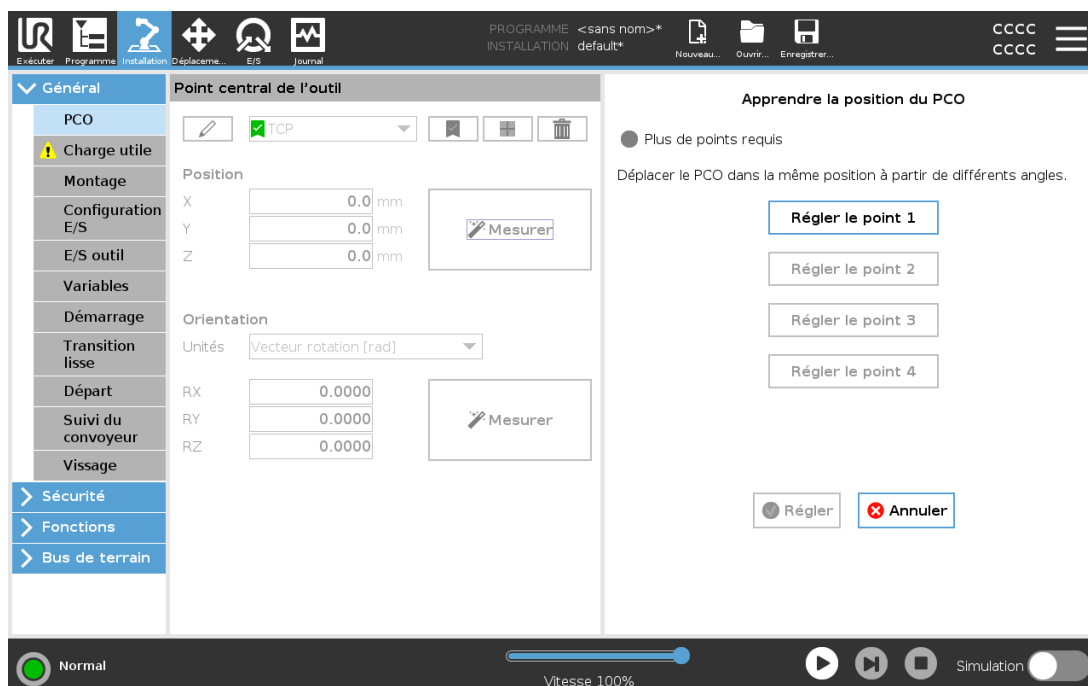 UR
PROGRAMME <sans nom>*
INSTALLATION default*
CCCC
CCCC
Exécuter
Programme
Installation
Déplaceme...
E/S
Journal
Nouveau...
Ouvrir...
Enregistrer...
Général
PCO
Charge utile
Montage
Configuration
E/S
E/S outil
Variables
Démarrage
Transition
lisse
Départ
Suivi du
convoyeur
Vissage
Sécurité
Fonctions
Bus de terrain
Point central de l'outil
TCP
Position
X 0.0 mm
Y 0.0 mm
Z 0.0 mm
Mesurer
Orientation
Unités Vecteur rotation [rad]
RX 0.0000
RY 0.0000
RZ 0.0000
Mesurer
Apprendre la position du PCO
Plus de points requis
Déplacer le PCO dans la même position à partir de différents angles.
Régler le point 1
Régler le point 2
Régler le point 3
Régler le point 4
Régler
Annuler
Normal
Vitesse 100%
Simulation